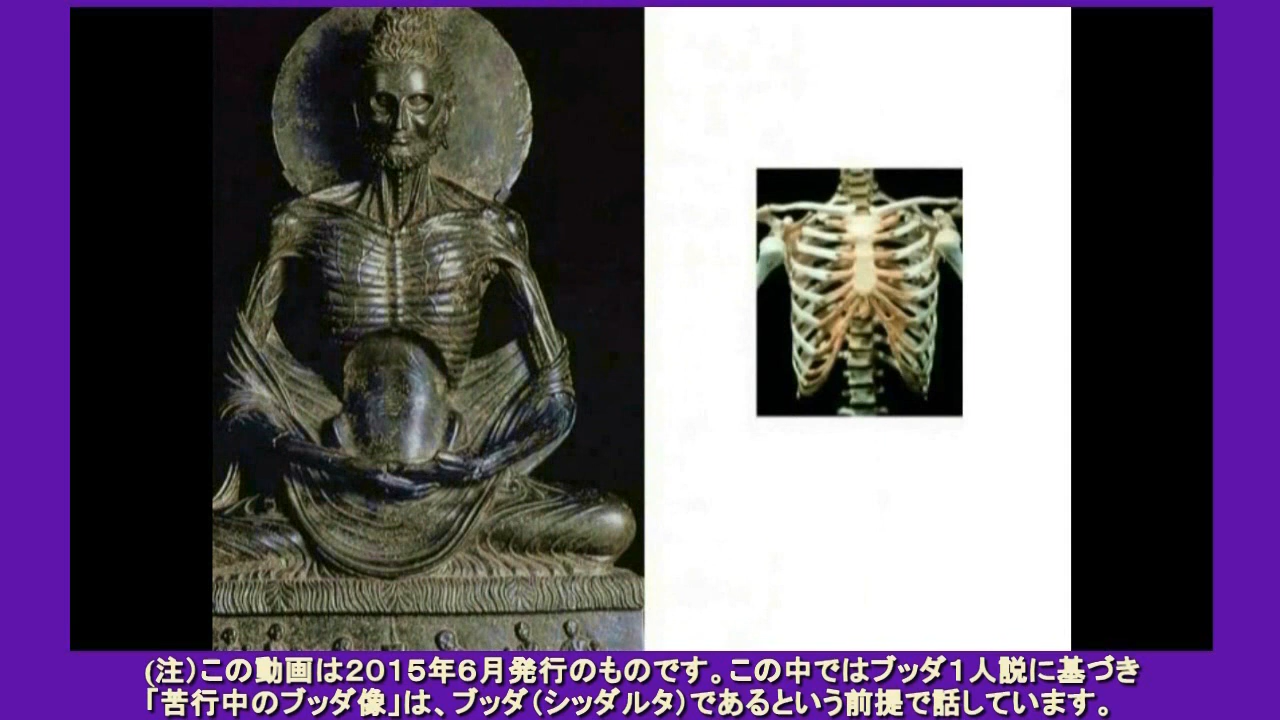 (注)この動画は２０１５年６月発行のものです。この中ではブッダ１人説に基づき
「苦行中のブッダ像」は、ブッダ（シッダルタ）であるという前提で話しています。